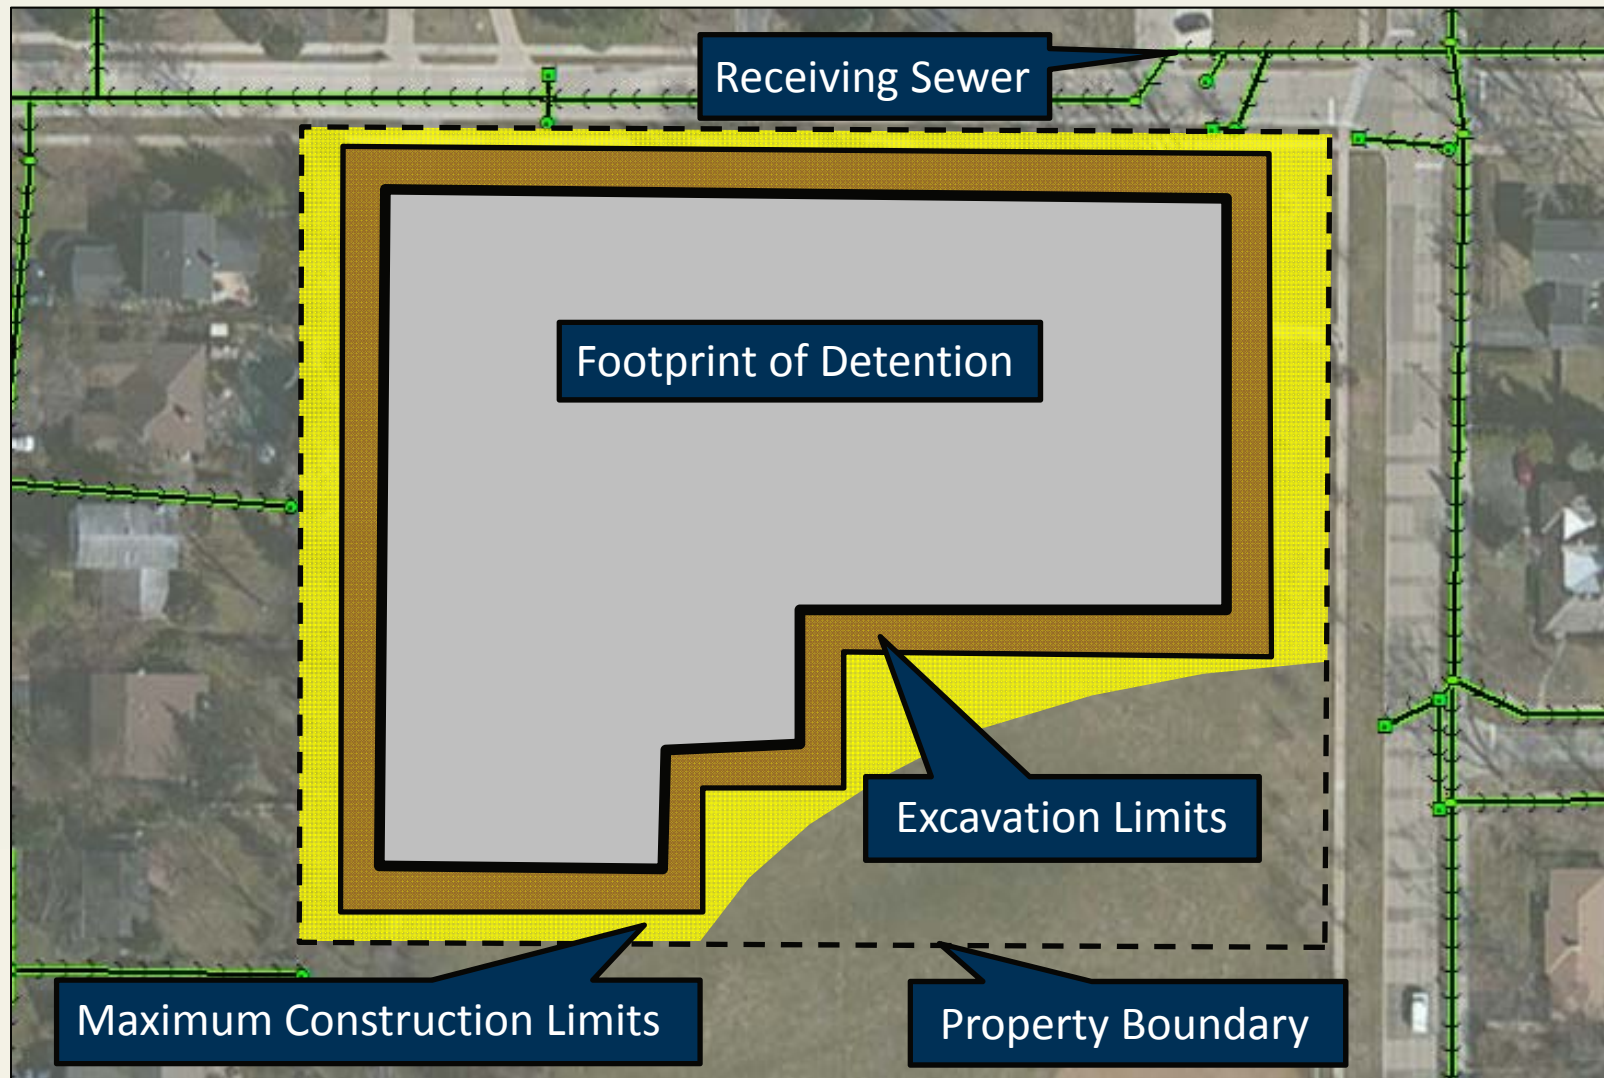 Receiving Sewer
Footprint of Detention
Excavation Limits
Maximum Construction Limits
Property Boundary